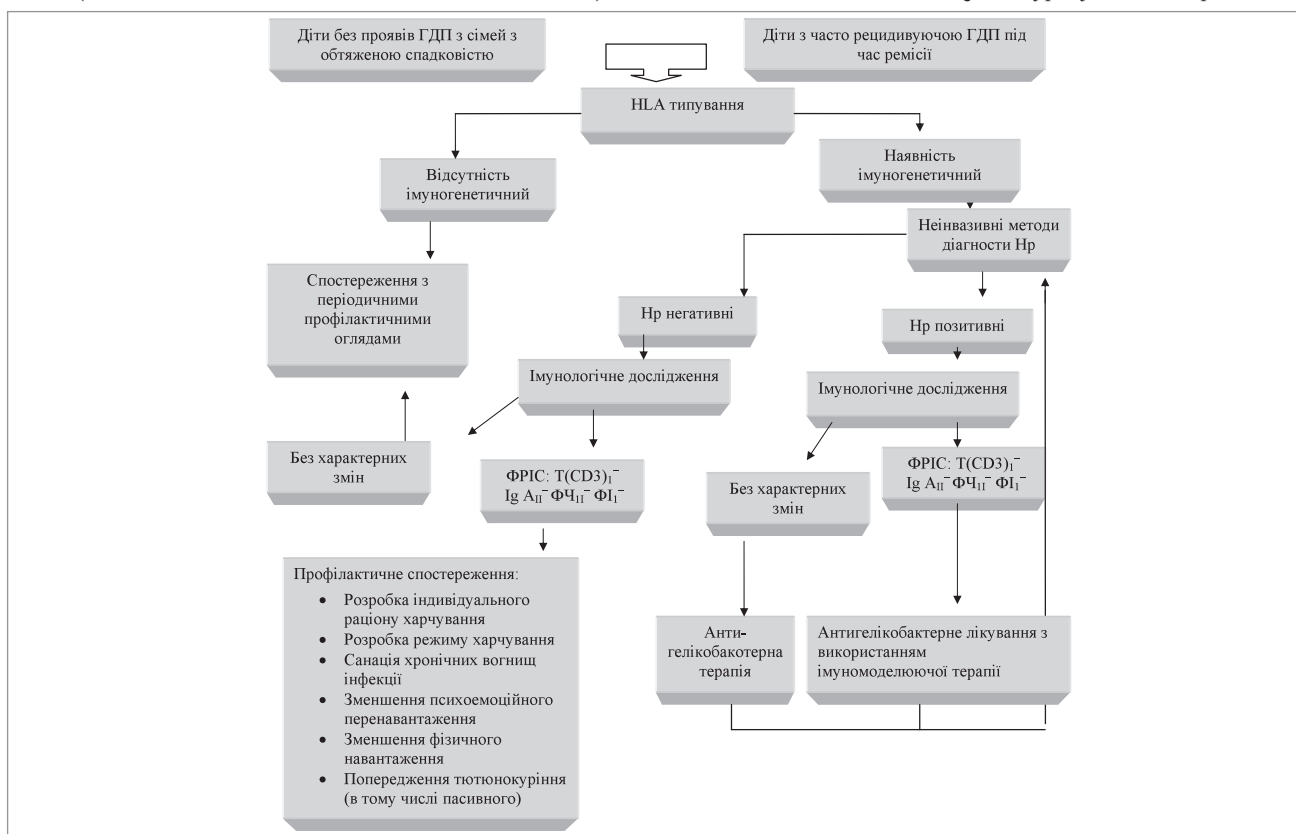 Діти без проявів ГДП з сімей з
обтяженою спадковістю
Діти з часто рецидивуючою ГДП під
час ремісії
HLA типування
Відсутність
імуногенетичний
Наявність
імуногенетичний
Неінвазивні методи
діагности Нр
Спостереження з
періодичними
профілактичними
оглядами
Нр негативні
Нр позитивні
Імунологічне дослідження
Імунологічне дослідження
Без характерних
змін
ФРІС: Т(CD3)₁⁻
Ig A_II⁻ ФЧ_II⁻ ФІ₁⁻
Без характерних
змін
ФРІС: Т(CD3)₁⁻
Ig A_II⁻ ФЧ_II⁻ ФІ₁⁻
Профілактичне спостереження:
• Розробка індивідуального
раціону харчування
• Розробка режиму харчування
• Санація хронічних вогнищ
інфекції
• Зменшення психоемоційного
перенавантаження
• Зменшення фізичного
навантаження
• Попередження тютюнокуріння
(в тому числі пасивного)
Анти-
гелікобакотерна
терапія
Антигелікобактерне лікування з
використанням
імуномоделюючої терапії